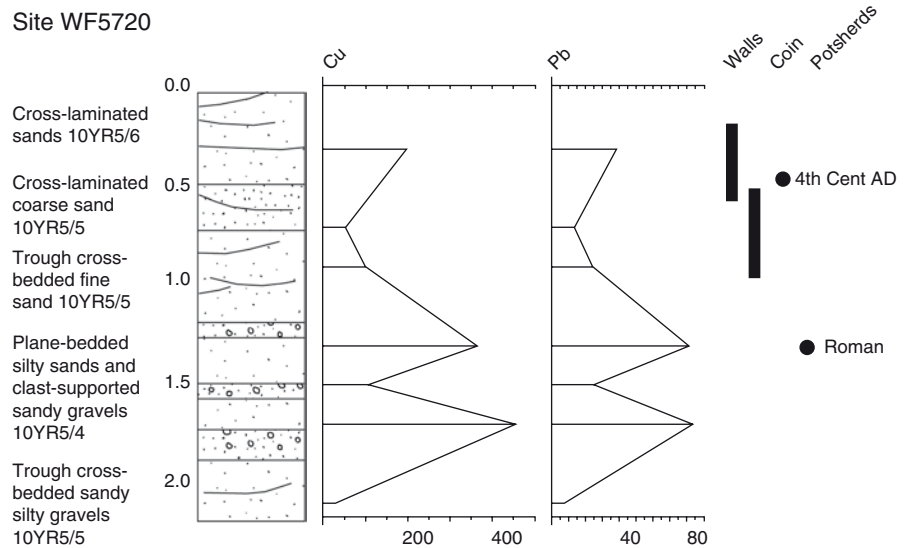 Site WF5720
Cu
Pb
Walls
Coin
Potsherds
0.0
Cross-laminated
sands 10YR5/6
0.5
Cross-laminated
coarse sand
10YR5/5
4th Cent AD
Trough cross-
bedded fine
sand 10YR5/5
1.0
Plane-bedded
silty sands and
clast-supported
sandy gravels
10YR5/4
Roman
1.5
Trough cross-
bedded sandy
silty gravels
10YR5/5
2.0
200
400
40
80